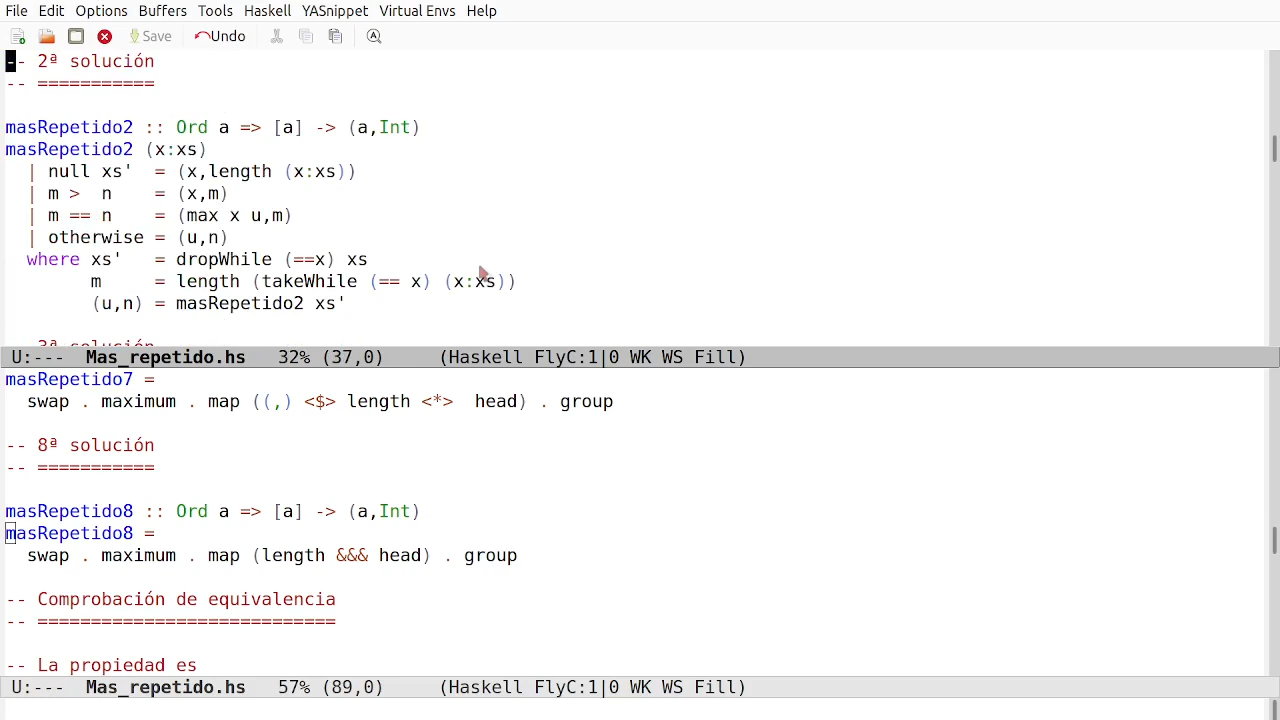 File Edit Options Buffers Tools Haskell YASnippet Virtual Envs Help
Save Undo
-- 2ª solución
-- ===========
masRepetido2 :: Ord a => [a] -> (a,Int)
masRepetido2 (x:xs)
  | null xs'  = (x,length (x:xs))
  | m >  n    = (x,m)
  | m == n    = (max x u,m)
  | otherwise = (u,n)
  where xs'   = dropWhile (==x) xs
        m     = length (takeWhile (== x) (x:xs))
        (u,n) = masRepetido2 xs'
-- 3ª solución
U:---  Mas_repetido.hs   32% (37,0)     (Haskell FlyC:1|0 WK WS Fill)
masRepetido7 =
  swap . maximum . map ((,) <$> length <*>  head) . group
-- 8ª solución
-- ===========
masRepetido8 :: Ord a => [a] -> (a,Int)
masRepetido8 =
  swap . maximum . map (length &&& head) . group
-- Comprobación de equivalencia
-- ============================
-- La propiedad es
U:---  Mas_repetido.hs   57% (89,0)     (Haskell FlyC:1|0 WK WS Fill)